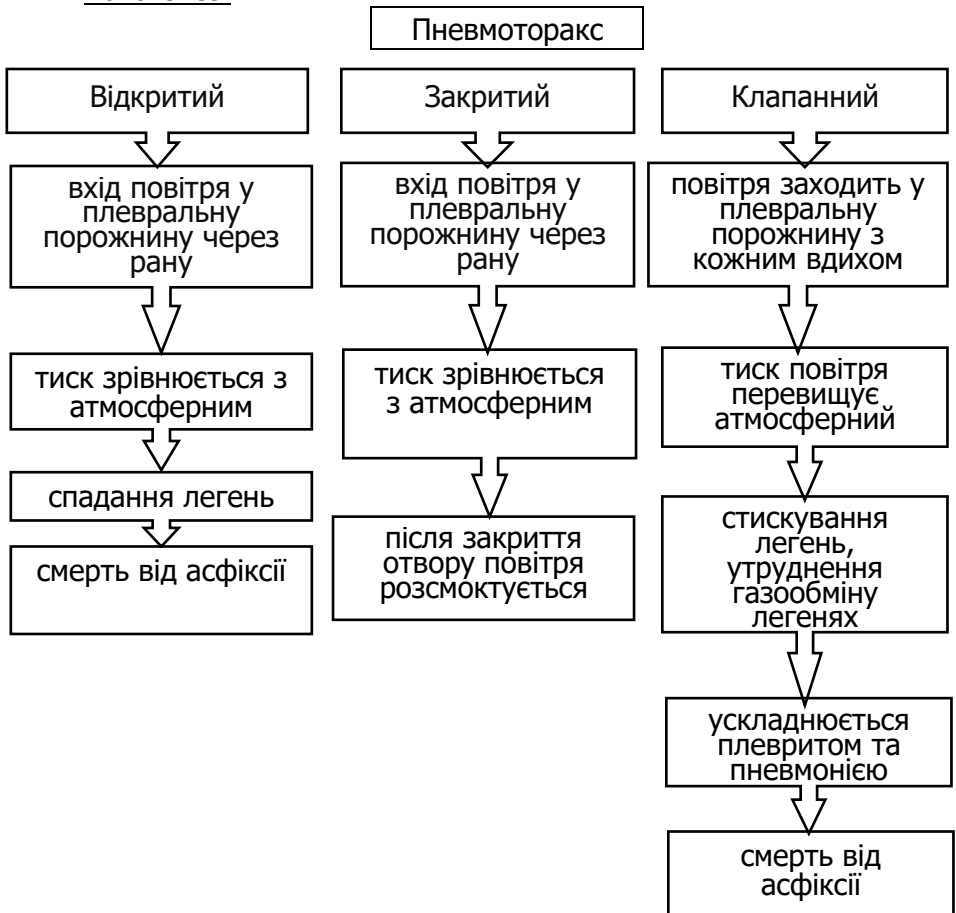 Пневмоторакс
Відкритий
вхід повітря у
плевральну
порожнину через
рану
тиск зрівнюється з
атмосферним
спадання легень
смерть від асфіксії
Закритий
вхід повітря у
плевральну
порожнину через
рану
тиск зрівнюється
з атмосферним
після закриття
отвору повітря
розсмоктується
Клапанний
повітря заходить у
плевральну
порожнину з
кожним вдихом
тиск повітря
перевищує
атмосферний
стискування
легень,
утруднення
газообміну
легенях
ускладнюється
плевритом та
пневмонією
смерть від
асфіксії